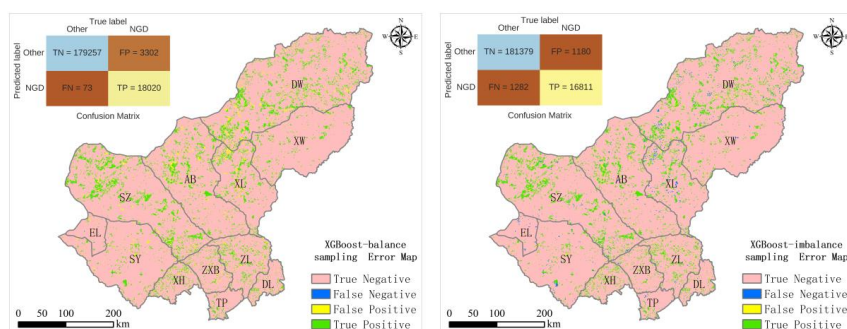 True label
Other NGD
Predicted label
Other
TN = 179257
FP = 3302
NGD
FN = 73
TP = 18020
Confusion Matrix
N
W E
S
DW
XW
AB
XL
SZ
EL
SY
XH
ZXB
ZL
TP
DL
XGBoost-balance
sampling Error Map
True Negative
False Negative
False Positive
True Positive
0 50 100 200
km
True label
Other NGD
Predicted label
Other
TN = 181379
FP = 1180
NGD
FN = 1282
TP = 16811
Confusion Matrix
N
W E
S
DW
XW
AB
XL
SZ
EL
SY
XH
ZXB
ZL
TP
DL
XGBoost-imbalance
sampling Error Map
True Negative
False Negative
False Positive
True Positive
0 50 100 200
km